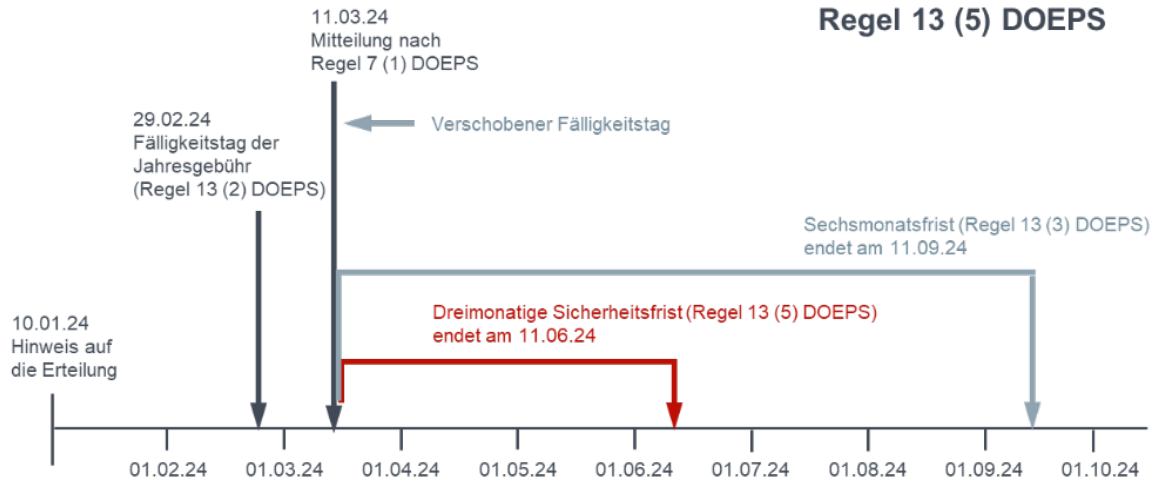 Regel 13 (5) DOEPS
11.03.24
Mitteilung nach
Regel 7 (1) DOEPS
Verschobener Fälligkeitstag
29.02.24
Fälligkeitstag der
Jahresgebühr
(Regel 13 (2) DOEPS)
Sechsmonatsfrist (Regel 13 (3) DOEPS)
endet am 11.09.24
Dreimonatige Sicherheitsfrist (Regel 13 (5) DOEPS)
endet am 11.06.24
10.01.24
Hinweis auf
die Erteilung
01.02.24 01.03.24 01.04.24 01.05.24 01.06.24 01.07.24 01.08.24 01.09.24 01.10.24